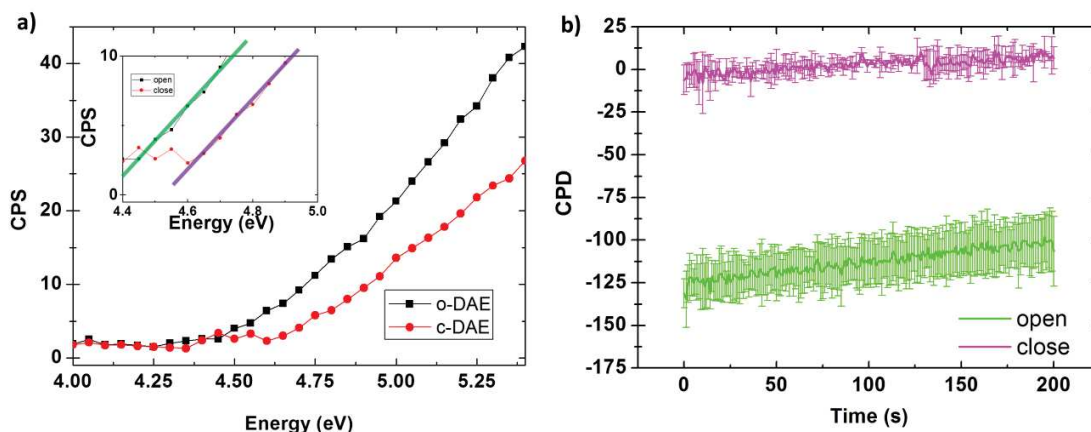 a)
CPS
40
30
20
10
0
4.00
4.25
4.50
4.75
5.00
5.25
Energy (eV)
o-DAE
c-DAE
10
0
CPS
open
close
4.4
4.6
4.8
5.0
Energy (eV)
b)
CPD
25
0
-25
-50
-75
-100
-125
-150
-175
0
50
100
150
200
Time (s)
open
close